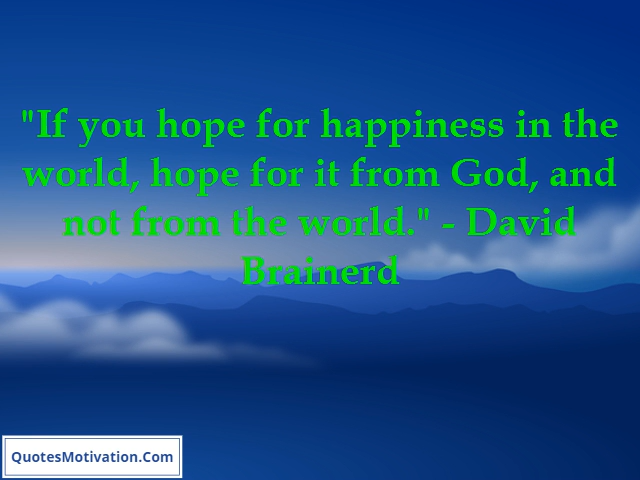 "If you hope for happiness in the
world, hope for it from God, and
not from the world." - David
Brainerd
QuotesMotivation.Com